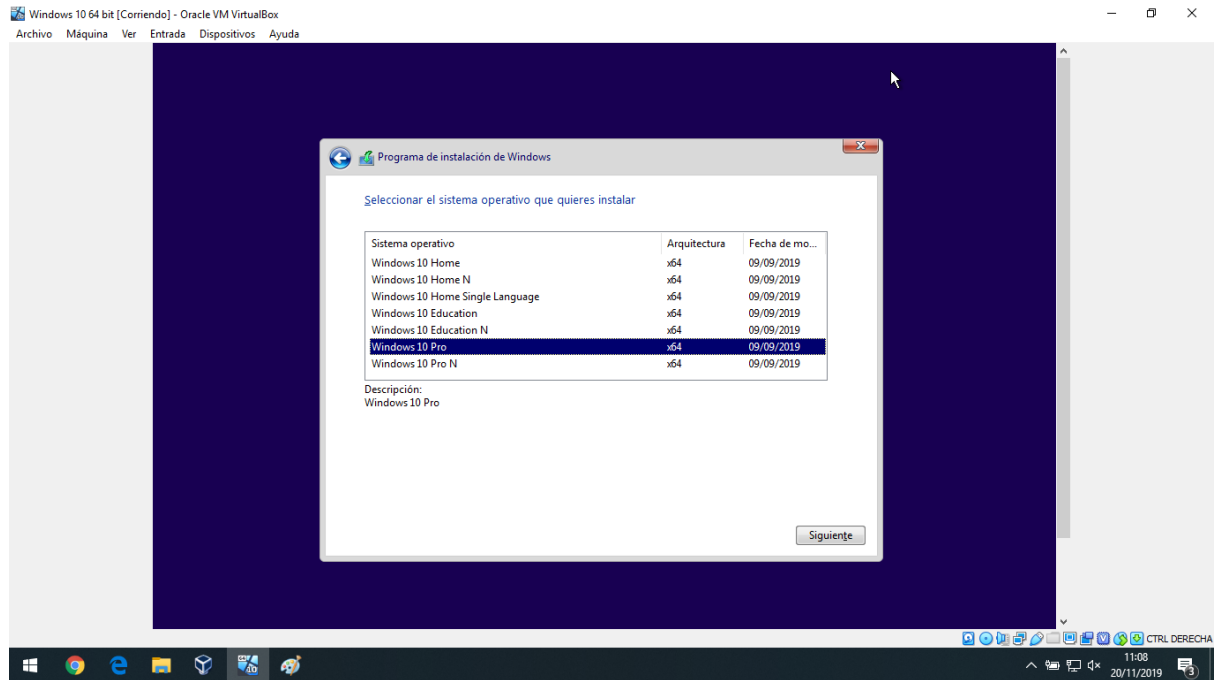 Windows 10 64 bit [Corriendo] - Oracle VM VirtualBox
Archivo Máquina Ver Entrada Dispositivos Ayuda
Programa de instalación de Windows
Seleccionar el sistema operativo que quieres instalar
Sistema operativo Arquitectura Fecha de mo...
Windows 10 Home x64 09/09/2019
Windows 10 Home N x64 09/09/2019
Windows 10 Home Single Language x64 09/09/2019
Windows 10 Education x64 09/09/2019
Windows 10 Education N x64 09/09/2019
Windows 10 Pro x64 09/09/2019
Windows 10 Pro N x64 09/09/2019
Descripción:
Windows 10 Pro
Siguiente
CTRL DERECHA
11:08
20/11/2019
3